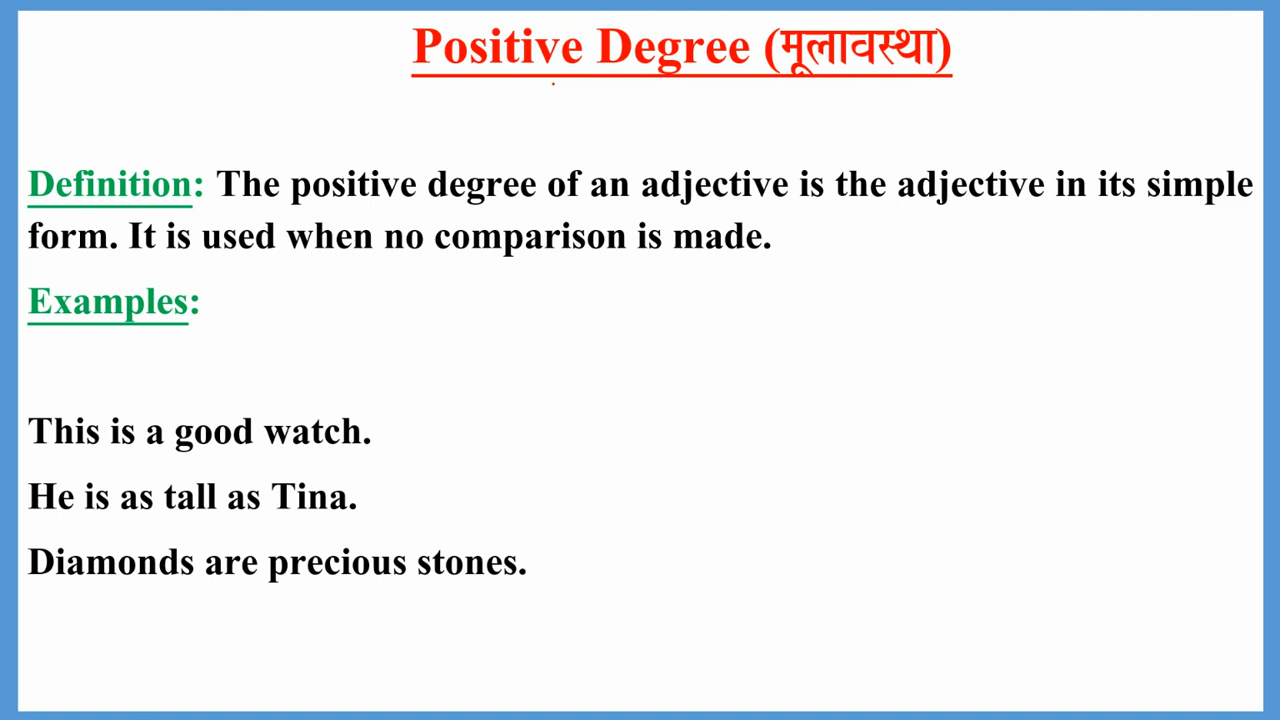 Positive Degree (मूलावस्था)
Definition: The positive degree of an adjective is the adjective in its simple
form. It is used when no comparison is made.
Examples:
This is a good watch.
He is as tall as Tina.
Diamonds are precious stones.